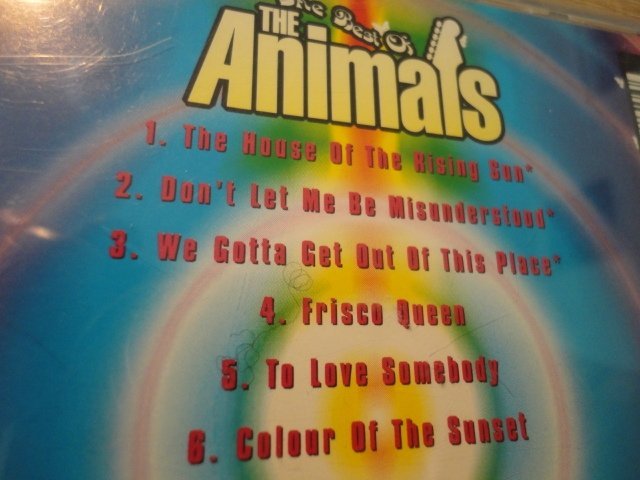 The Best Of
THE
Animals
1. The House Of The Rising Sun*
2. Don't Let Me Be Misunderstood*
3. We Gotta Get Out Of This Place*
4. Frisco Queen
5. To Love Somebody
6. Colour Of The Sunset